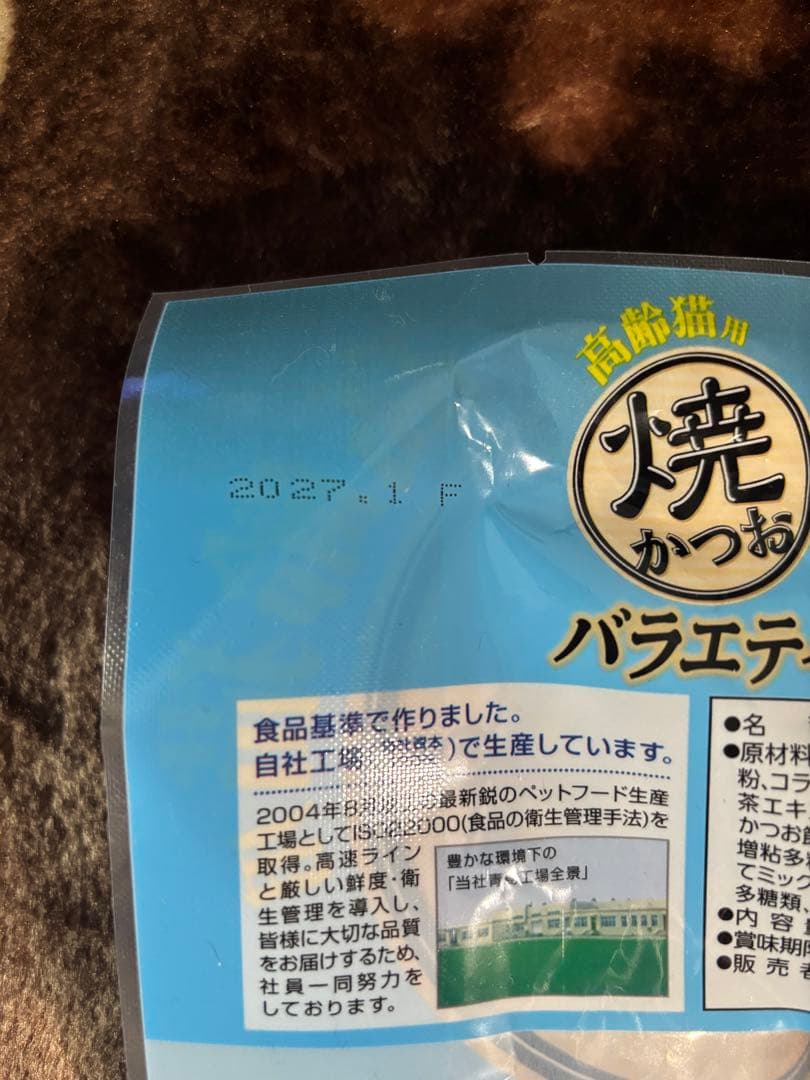 高齢猫用
焼
かつお
2027.1 F
バラエテ
食品基準で作りました。
自社工場 )で生産しています。
2004年8月 最新鋭のペットフード生産
工場としてISO22000(食品の衛生管理手法)を
取得。高速ライン
と厳しい鮮度・衛
生管理を導入し、
皆様に大切な品質
をお届けするため、
社員一同努力を
しております。
豊かな環境下の
「当社青 工場全景」
●名
●原材料
粉、コラ
茶エキ
かつお
増粘多
てミック
多糖類、
●内 容
●賞味期
●販 売